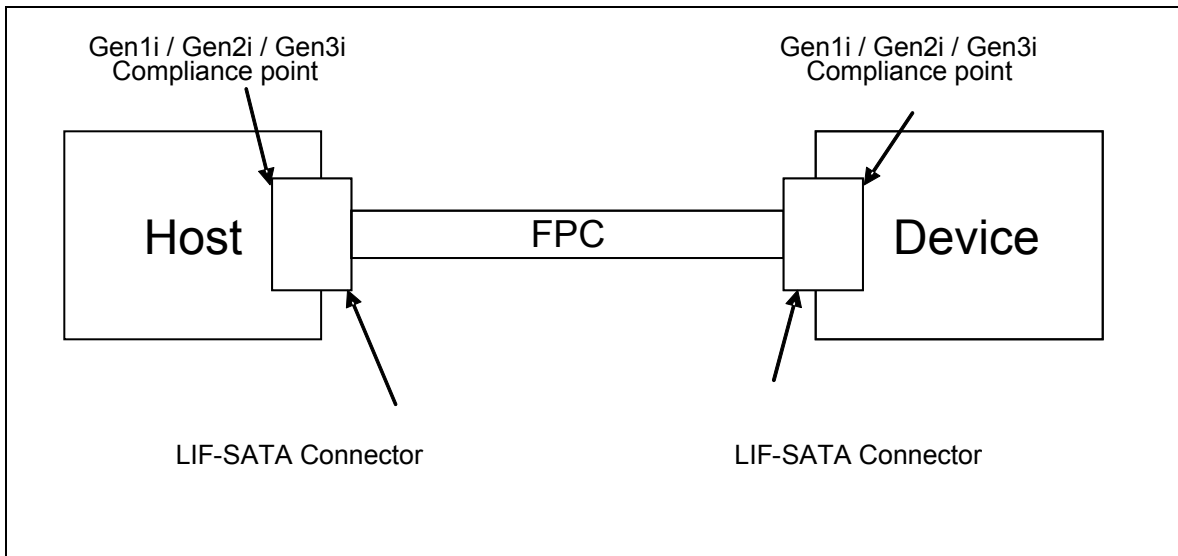 Gen1i / Gen2i / Gen3i
Compliance point
Gen1i / Gen2i / Gen3i
Compliance point
Host
FPC
Device
LIF-SATA Connector
LIF-SATA Connector